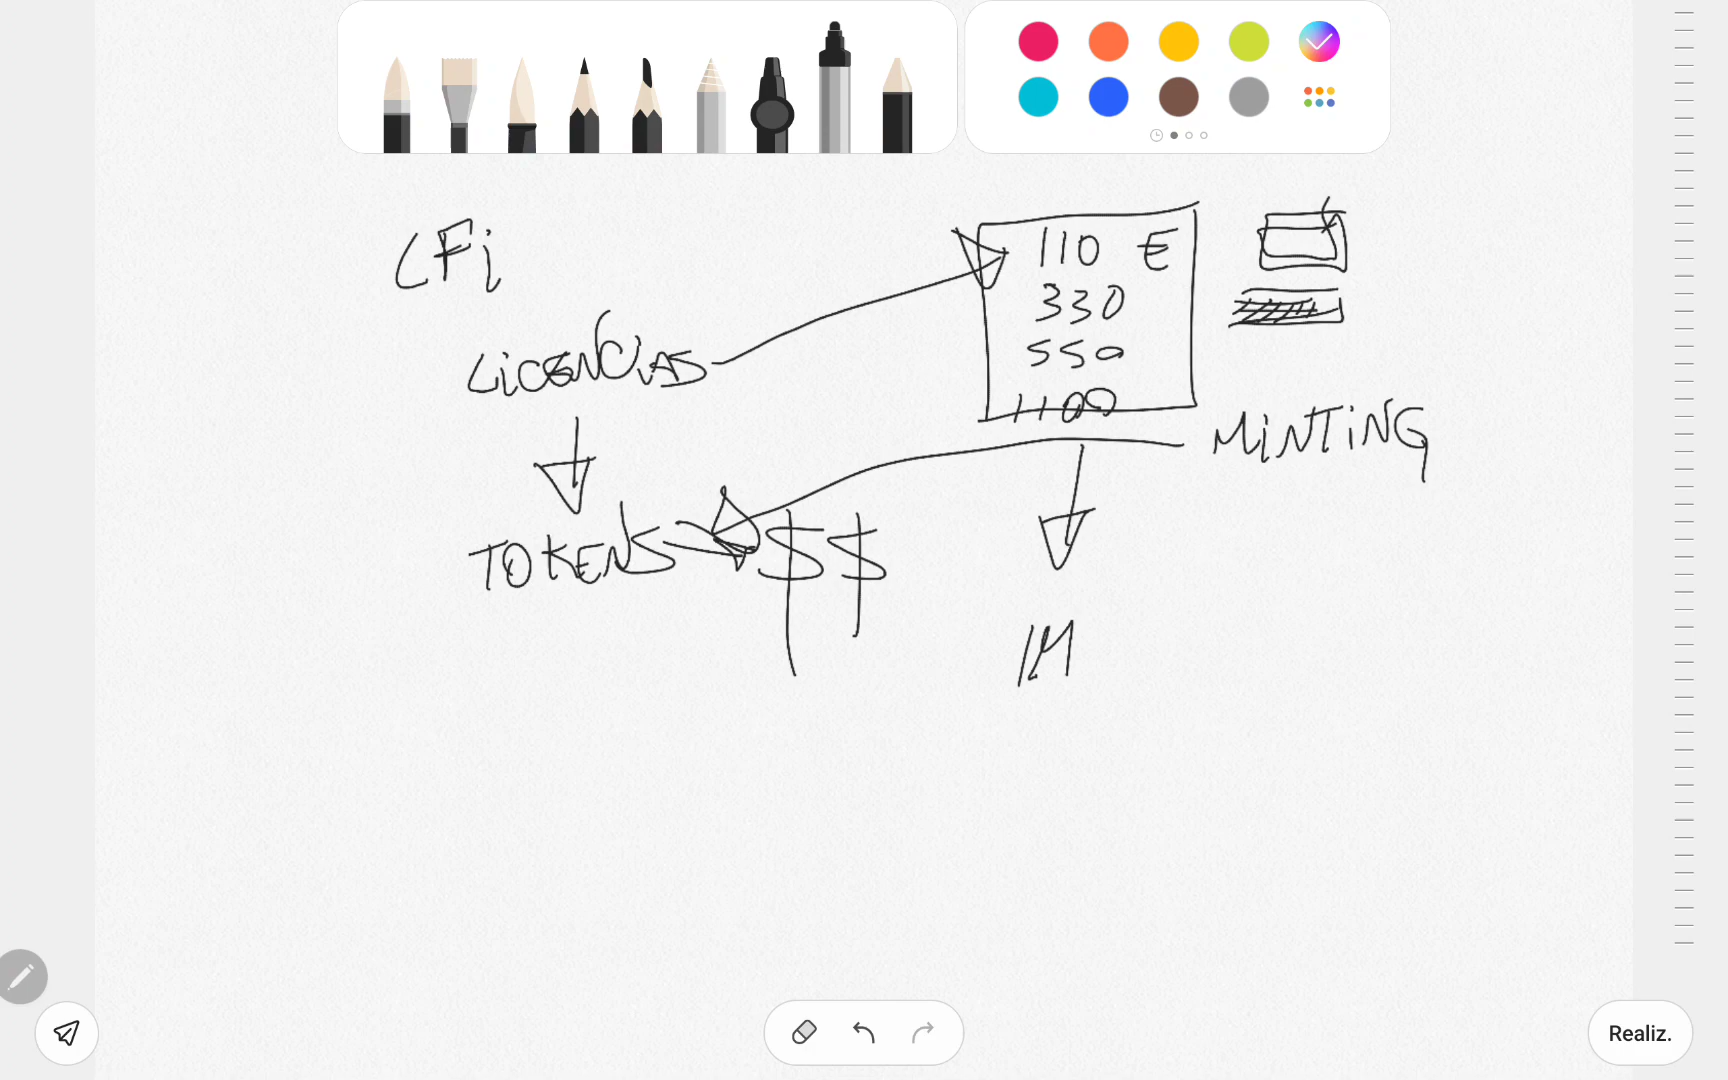 CFi
110 E
330
550
1100
LICENCIAS
MiNTiNG
TOKENS
$$
1M
Realiz.